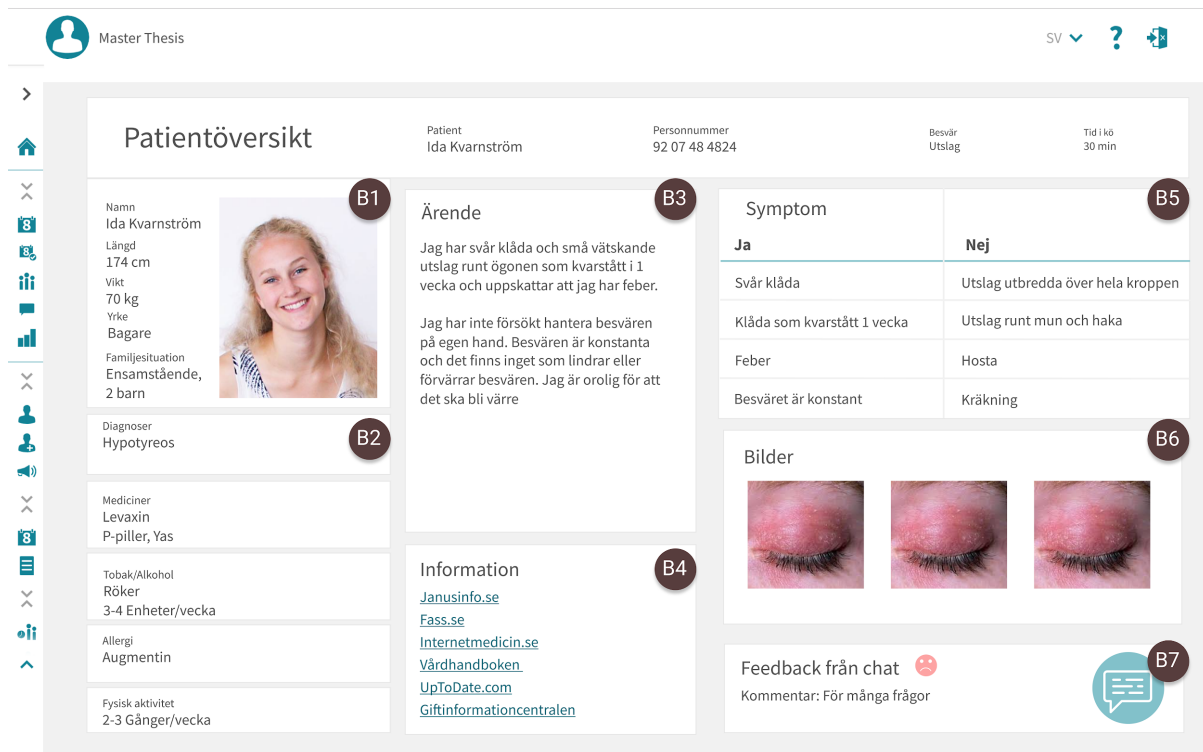 Master Thesis
SV
?
Patientöversikt
Patient
Ida Kvarnström
Personnummer
92 07 48 4824
Besvär
Utslag
Tid i kö
30 min
8
8
8
B1
Namn
Ida Kvarnström
Längd
174 cm
Vikt
70 kg
Yrke
Bagare
Familjesituation
Ensamstående,
2 barn
B2
Diagnoser
Hypotyreos
Mediciner
Levaxin
P-piller, Yas
Tobak/Alkohol
Röker
3-4 Enheter/vecka
Allergi
Augmentin
Fysisk aktivitet
2-3 Gånger/vecka
B3
Ärende
Jag har svår klåda och små vätskande
utslag runt ögonen som kvarstått i 1
vecka och uppskattar att jag har feber.
Jag har inte försökt hantera besvären
på egen hand. Besvären är konstanta
och det finns inget som lindrar eller
förvärrar besvären. Jag är orolig för att
det ska bli värre
B4
Information
Janusinfo.se
Fass.se
Internetmedicin.se
Vårdhandboken
UpToDate.com
Giftinformationcentralen
B5
Symptom
Ja
Nej
Svår klåda
Utslag utbredda över hela kroppen
Klåda som kvarstått 1 vecka
Utslag runt mun och haka
Feber
Hosta
Besväret är konstant
Kräkning
B6
Bilder
B7
Feedback från chat
Kommentar: För många frågor